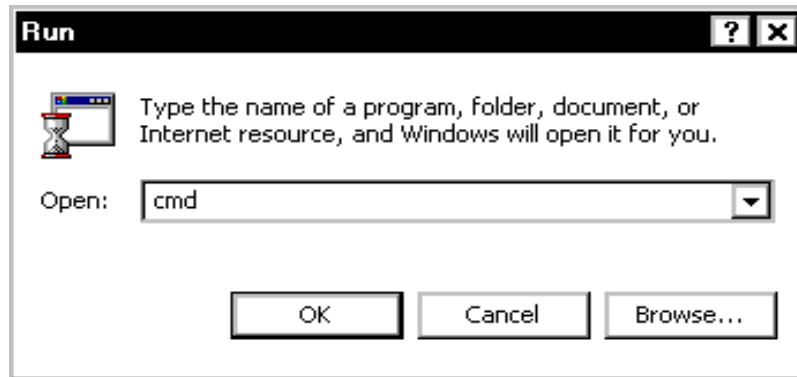 Run
Type the name of a program, folder, document, or
Internet resource, and Windows will open it for you.
Open: cmd
OK Cancel Browse...